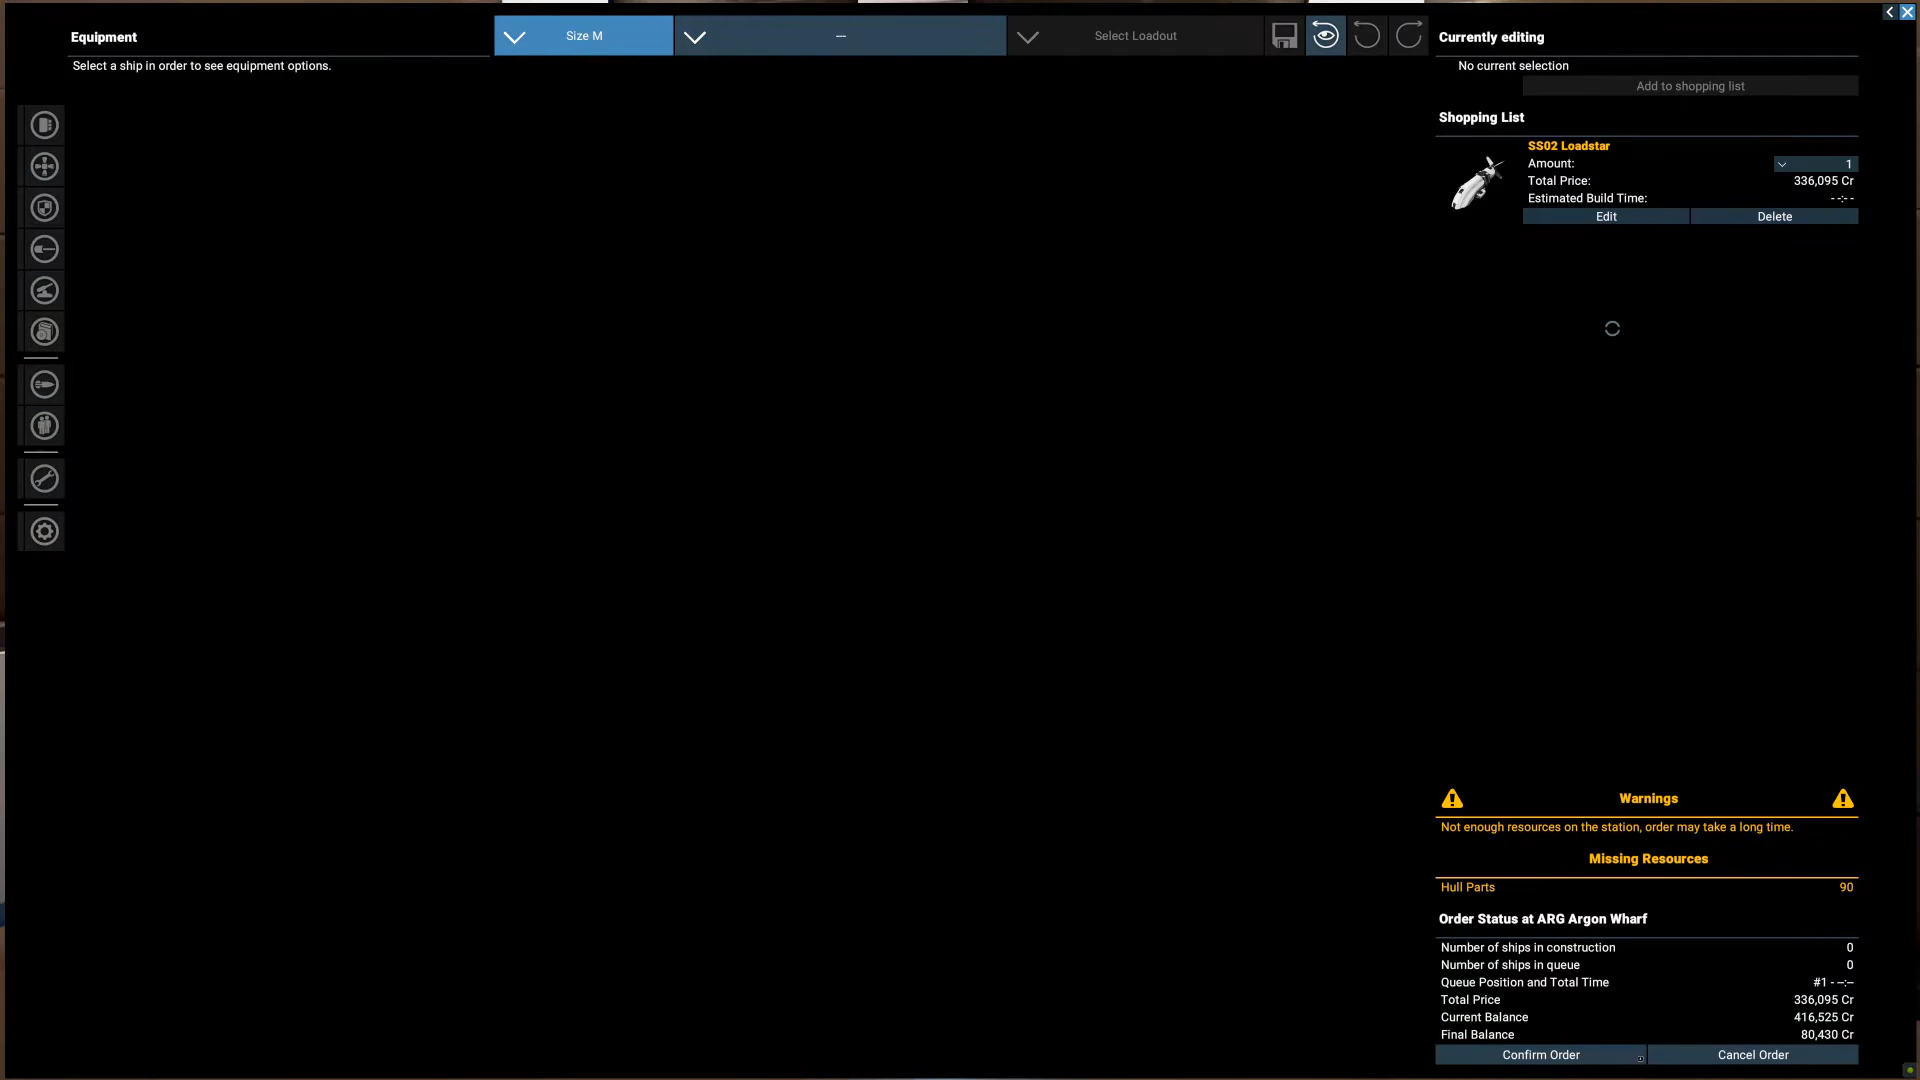 Equipment
Select a ship in order to see equipment options.
Size M
---
Select Loadout
Currently editing
No current selection
Add to shopping list
Shopping List
SS02 Loadstar
Amount: 1
Total Price: 336,095 Cr
Estimated Build Time: --:--
Edit Delete
Warnings
Not enough resources on the station, order may take a long time.
Missing Resources
Hull Parts 90
Order Status at ARG Argon Wharf
Number of ships in construction 0
Number of ships in queue 0
Queue Position and Total Time #1 - --:--
Total Price 336,095 Cr
Current Balance 416,525 Cr
Final Balance 80,430 Cr
Confirm Order Cancel Order